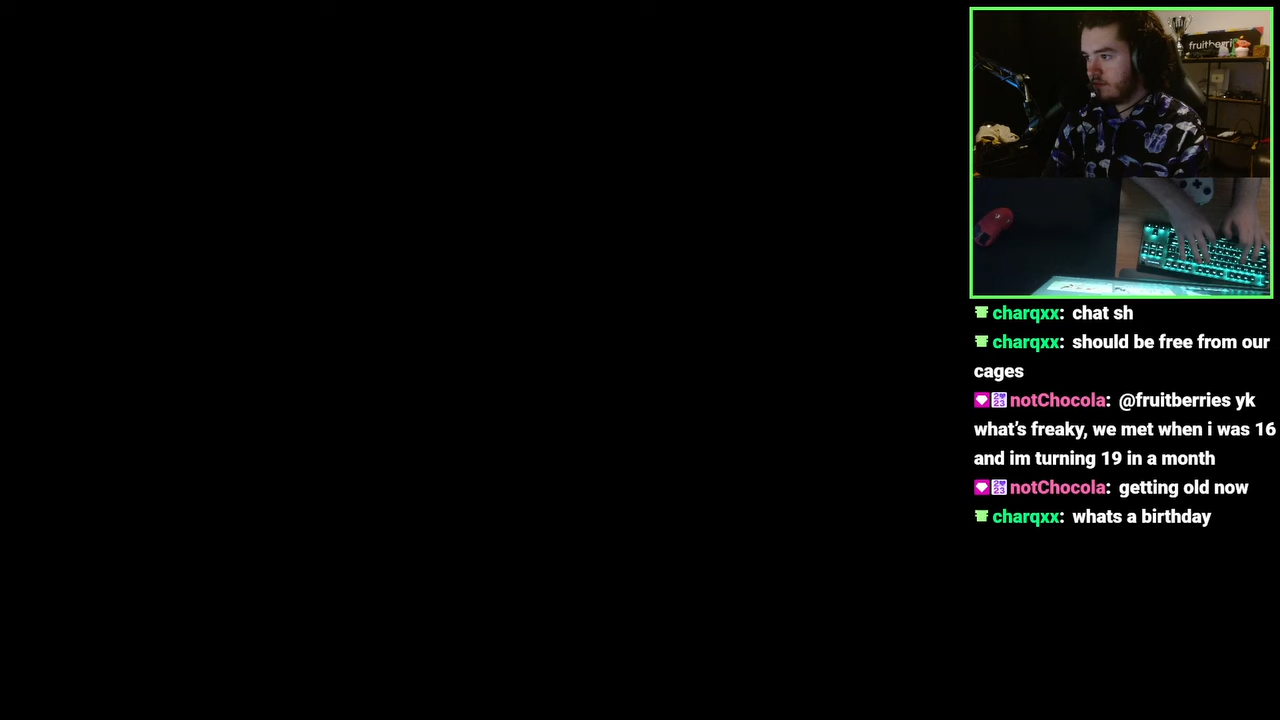 fruitberri
charqxx: chat sh
charqxx: should be free from our
cages
notChocola: @fruitberries yk
what's freaky, we met when i was 16
and im turning 19 in a month
notChocola: getting old now
charqxx: whats a birthday